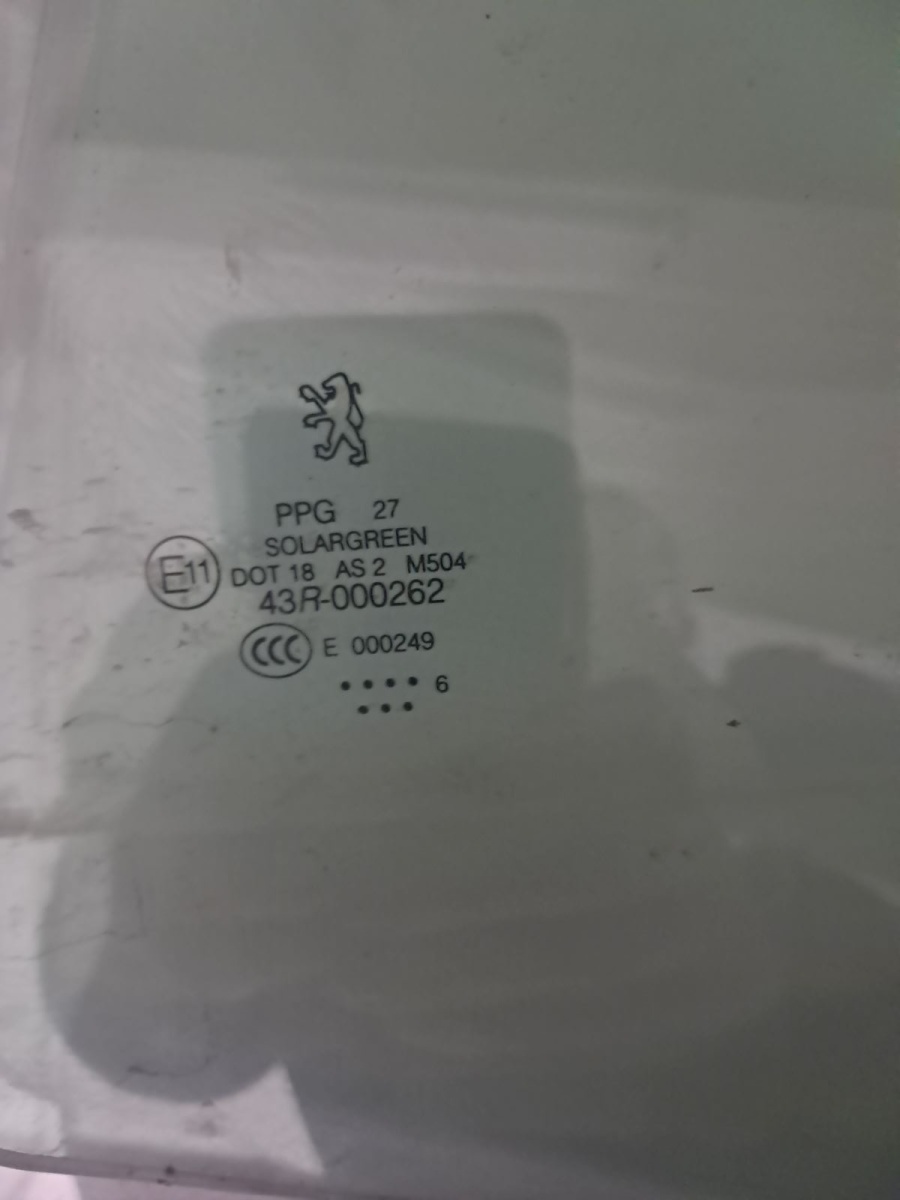 PPG 27
SOLARGREEN
E11
DOT 18 AS 2 M504
43R-000262
CCC E 000249
•••• 6
•••